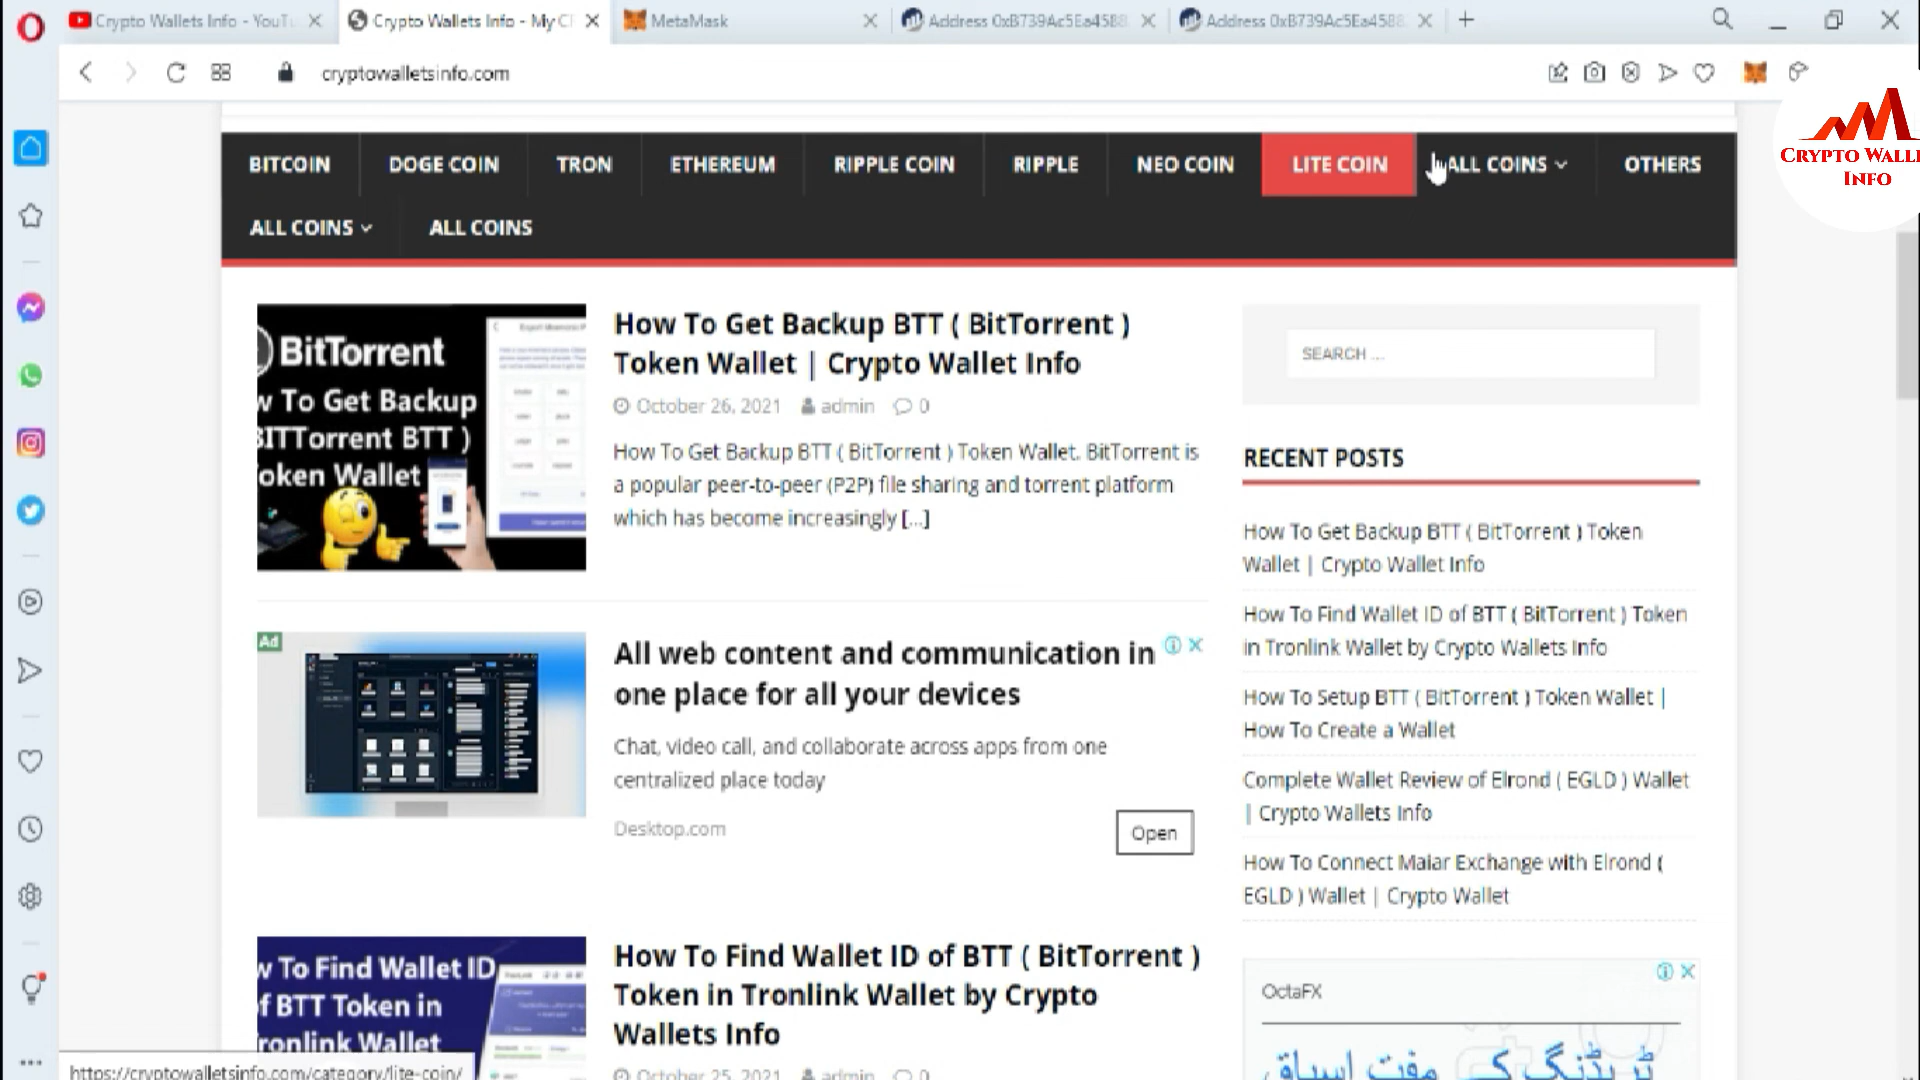 Crypto Wallets Info - YouTu
Crypto Wallets Info - My C
MetaMask
Address 0xB739Ac5Ea4588
Address 0xB739Ac5Ea4588
cryptowalletsinfo.com
CRYPTO WALL
INFO
BITCOIN
DOGE COIN
TRON
ETHEREUM
RIPPLE COIN
RIPPLE
NEO COIN
LITE COIN
ALL COINS
OTHERS
ALL COINS
ALL COINS
BitTorrent
w To Get Backup
BITTorrent BTT )
oken Wallet
How To Get Backup BTT ( BitTorrent )
Token Wallet | Crypto Wallet Info
October 26, 2021 admin 0
How To Get Backup BTT ( BitTorrent ) Token Wallet. BitTorrent is
a popular peer-to-peer (P2P) file sharing and torrent platform
which has become increasingly [...]
Ad
All web content and communication in
one place for all your devices
Chat, video call, and collaborate across apps from one
centralized place today
Desktop.com
Open
w To Find Wallet ID
f BTT Token in
ronlink Wallet
How To Find Wallet ID of BTT ( BitTorrent )
Token in Tronlink Wallet by Crypto
Wallets Info
October 25, 2021 admin 0
SEARCH ...
RECENT POSTS
How To Get Backup BTT ( BitTorrent ) Token
Wallet | Crypto Wallet Info
How To Find Wallet ID of BTT ( BitTorrent ) Token
in Tronlink Wallet by Crypto Wallets Info
How To Setup BTT ( BitTorrent ) Token Wallet |
How To Create a Wallet
Complete Wallet Review of Elrond ( EGLD ) Wallet
| Crypto Wallets Info
How To Connect Maiar Exchange with Elrond (
EGLD ) Wallet | Crypto Wallet
OctaFX
ٹریڈنگ کے مفت اسباق
https://cryptowalletsinfo.com/category/lite-coin/